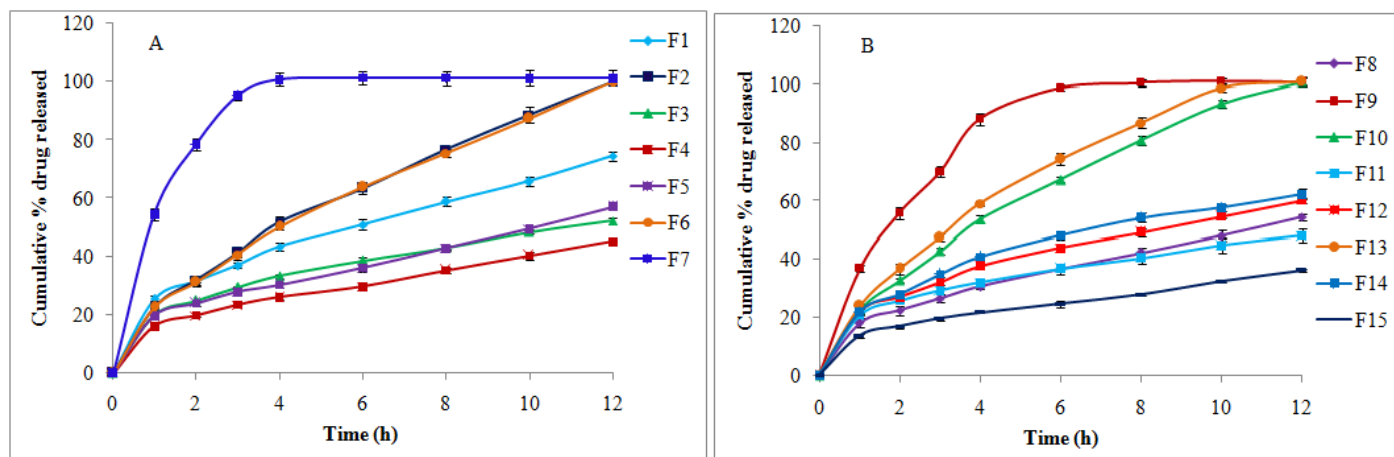 A
Cumulative % drug released
120
100
80
60
40
20
0
0 2 4 6 8 10 12
Time (h)
F1
F2
F3
F4
F5
F6
F7
B
Cumulative % drug released
120
100
80
60
40
20
0
0 2 4 6 8 10 12
Time (h)
F8
F9
F10
F11
F12
F13
F14
F15